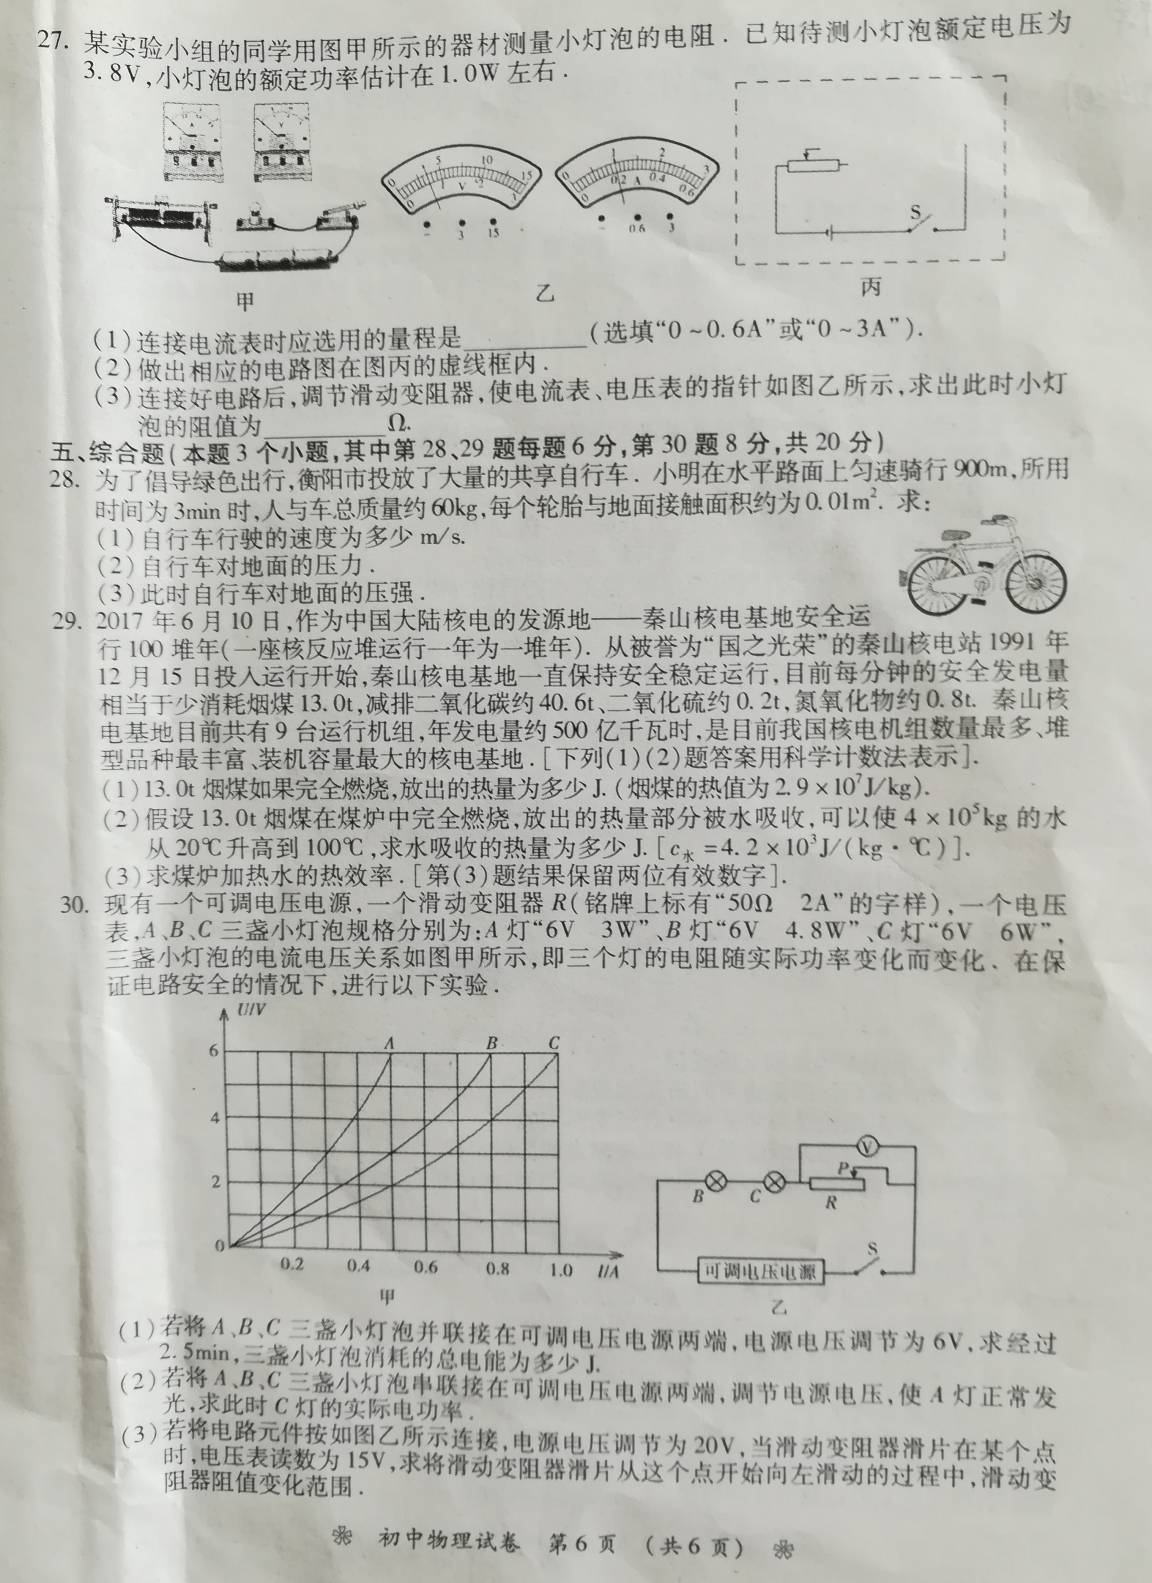 27. 某实验小组的同学用图甲所示的器材测量小灯泡的电阻．已知待测小灯泡额定电压为
3.8V,小灯泡的额定功率估计在1.0W左右．
甲
乙
丙
S
(1)连接电流表时应选用的量程是________(选填“0~0.6A”或“0~3A”).
(2)做出相应的电路图在图丙的虚线框内．
(3)连接好电路后,调节滑动变阻器,使电流表、电压表的指针如图乙所示,求出此时小灯
泡的阻值为________Ω.
五、综合题(本题3个小题,其中第28、29题每题6分,第30题8分,共20分)
28. 为了倡导绿色出行,衡阳市投放了大量的共享自行车．小明在水平路面上匀速骑行900m,所用
时间为3min时,人与车总质量约60kg,每个轮胎与地面接触面积约为0.01m². 求:
(1)自行车行驶的速度为多少m/s.
(2)自行车对地面的压力．
(3)此时自行车对地面的压强．
29. 2017年6月10日,作为中国大陆核电的发源地——秦山核电基地安全运
行100堆年(一座核反应堆运行一年为一堆年). 从被誉为“国之光荣”的秦山核电站1991年
12月15日投入运行开始,秦山核电基地一直保持安全稳定运行,目前每分钟的安全发电量
相当于少消耗烟煤13.0t,减排二氧化碳约40.6t、二氧化硫约0.2t,氮氧化物约0.8t. 秦山核
电基地目前共有9台运行机组,年发电量约500亿千瓦时,是目前我国核电机组数量最多、堆
型品种最丰富、装机容量最大的核电基地．[下列(1)(2)题答案用科学计数法表示].
(1)13.0t烟煤如果完全燃烧,放出的热量为多少J.(烟煤的热值为2.9×10⁷J/kg).
(2)假设13.0t烟煤在煤炉中完全燃烧,放出的热量部分被水吸收,可以使4×10⁵kg的水
从20℃升高到100℃,求水吸收的热量为多少J.[c水=4.2×10³J/(kg·℃)].
(3)求煤炉加热水的热效率．[第(3)题结果保留两位有效数字].
30. 现有一个可调电压电源,一个滑动变阻器R(铭牌上标有“50Ω 2A”的字样),一个电压
表,A、B、C三盏小灯泡规格分别为:A灯“6V 3W”、B灯“6V 4.8W”、C灯“6V 6W”,
三盏小灯泡的电流电压关系如图甲所示,即三个灯的电阻随实际功率变化而变化、在保
证电路安全的情况下,进行以下实验．
U/V
A B C
6
4
2
0
0.2 0.4 0.6 0.8 1.0 I/A
甲
V
P
B C R
S
可调电压电源
乙
(1)若将A、B、C三盏小灯泡并联接在可调电压电源两端,电源电压调节为6V,求经过
2.5min,三盏小灯泡消耗的总电能为多少J.
(2)若将A、B、C三盏小灯泡串联接在可调电压电源两端,调节电源电压,使A灯正常发
光,求此时C灯的实际电功率．
(3)若将电路元件按如图乙所示连接,电源电压调节为20V,当滑动变阻器滑片在某个点
时,电压表读数为15V,求将滑动变阻器滑片从这个点开始向左滑动的过程中,滑动变
阻器阻值变化范围．
初中物理试卷 第6页 (共6页)